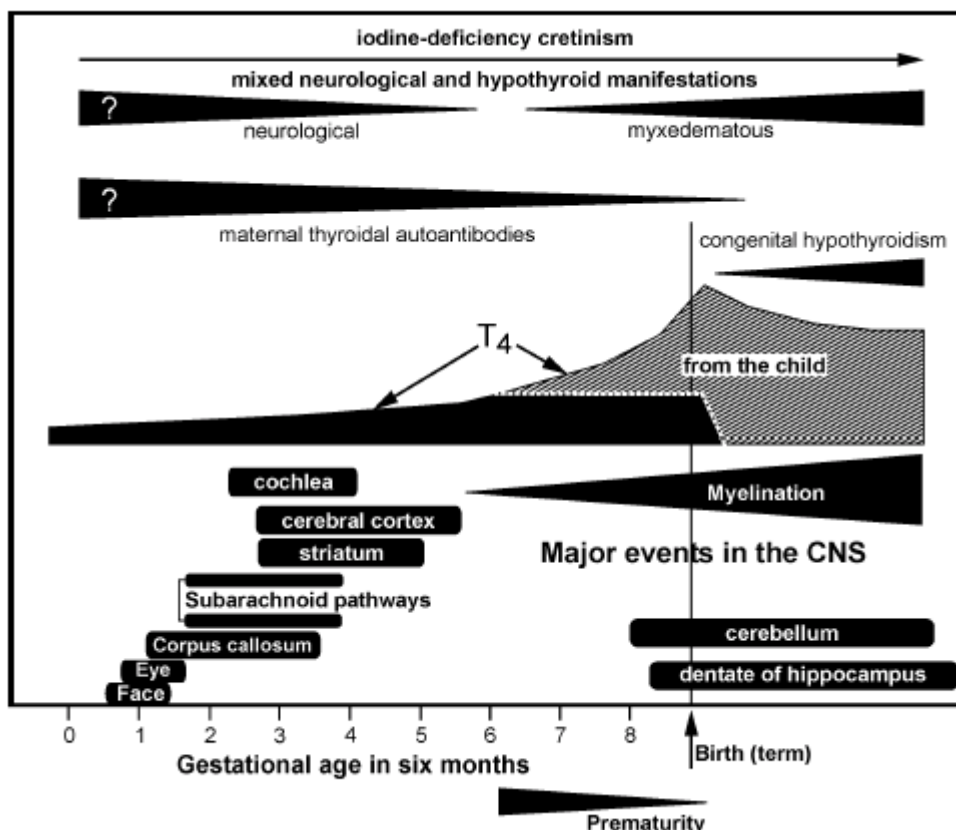 iodine-deficiency cretinism
mixed neurological and hypothyroid manifestations
?
neurological
myxedematous
?
maternal thyroidal autoantibodies
congenital hypothyroidism
T4
from the child
cochlea
Myelination
cerebral cortex
striatum
Major events in the CNS
Subarachnoid pathways
cerebellum
Corpus callosum
Eye
dentate of hippocampus
Face
0 1 2 3 4 5 6 7 8
Gestational age in six months
Birth (term)
Prematurity